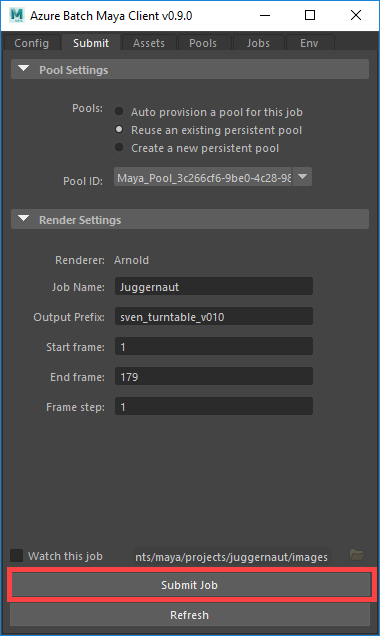 Azure Batch Maya Client v0.9.0
Config Submit Assets Pools Jobs Env
Pool Settings
Pools: Auto provision a pool for this job
Reuse an existing persistent pool
Create a new persistent pool
Pool ID: Maya_Pool_3c266cf6-9be0-4c28-98
Render Settings
Renderer: Arnold
Job Name: Juggernaut
Output Prefix: sven_turntable_v010
Start frame: 1
End frame: 179
Frame step: 1
Watch this job nts/maya/projects/juggernaut/images
Submit Job
Refresh